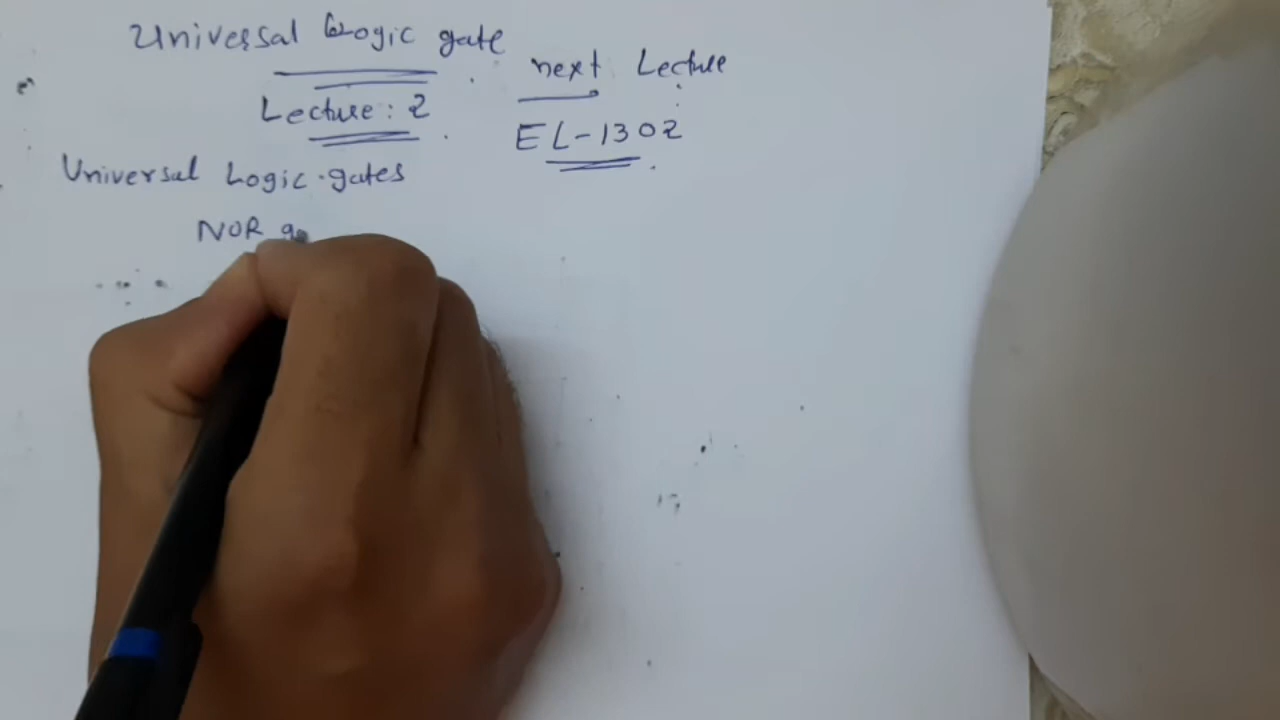 Universal Logic gate
next Lecture
Lecture: 2
EL-1302
Universal Logic gates
NOR